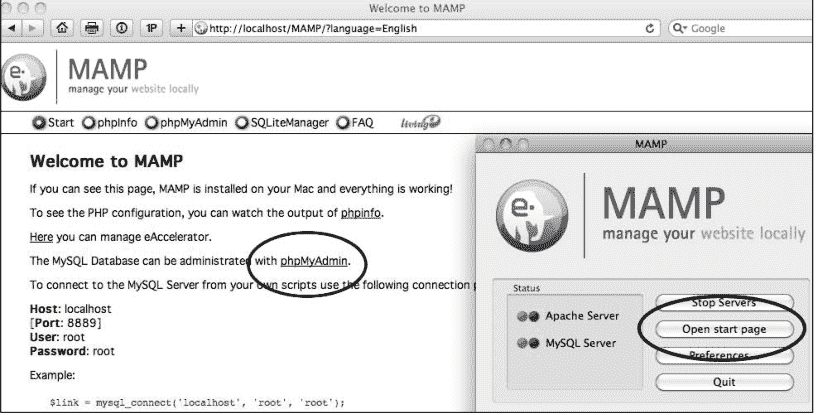 Welcome to MAMP
1P
+
http://localhost/MAMP/?language=English
Google
e.
MAMP
manage your website locally
Start phpInfo phpMyAdmin SQLiteManager FAQ living-e
Welcome to MAMP
If you can see this page, MAMP is installed on your Mac and everything is working!
To see the PHP configuration, you can watch the output of phpinfo.
Here you can manage eAccelerator.
The MySQL Database can be administrated with phpMyAdmin.
To connect to the MySQL Server from your own scripts use the following connection
Host: localhost
[Port: 8889]
User: root
Password: root
Example:
$link = mysql_connect('localhost', 'root', 'root');
MAMP
e.
MAMP
manage your website locally
Status
Apache Server
MySQL Server
Stop Servers
Open start page
Preferences...
Quit